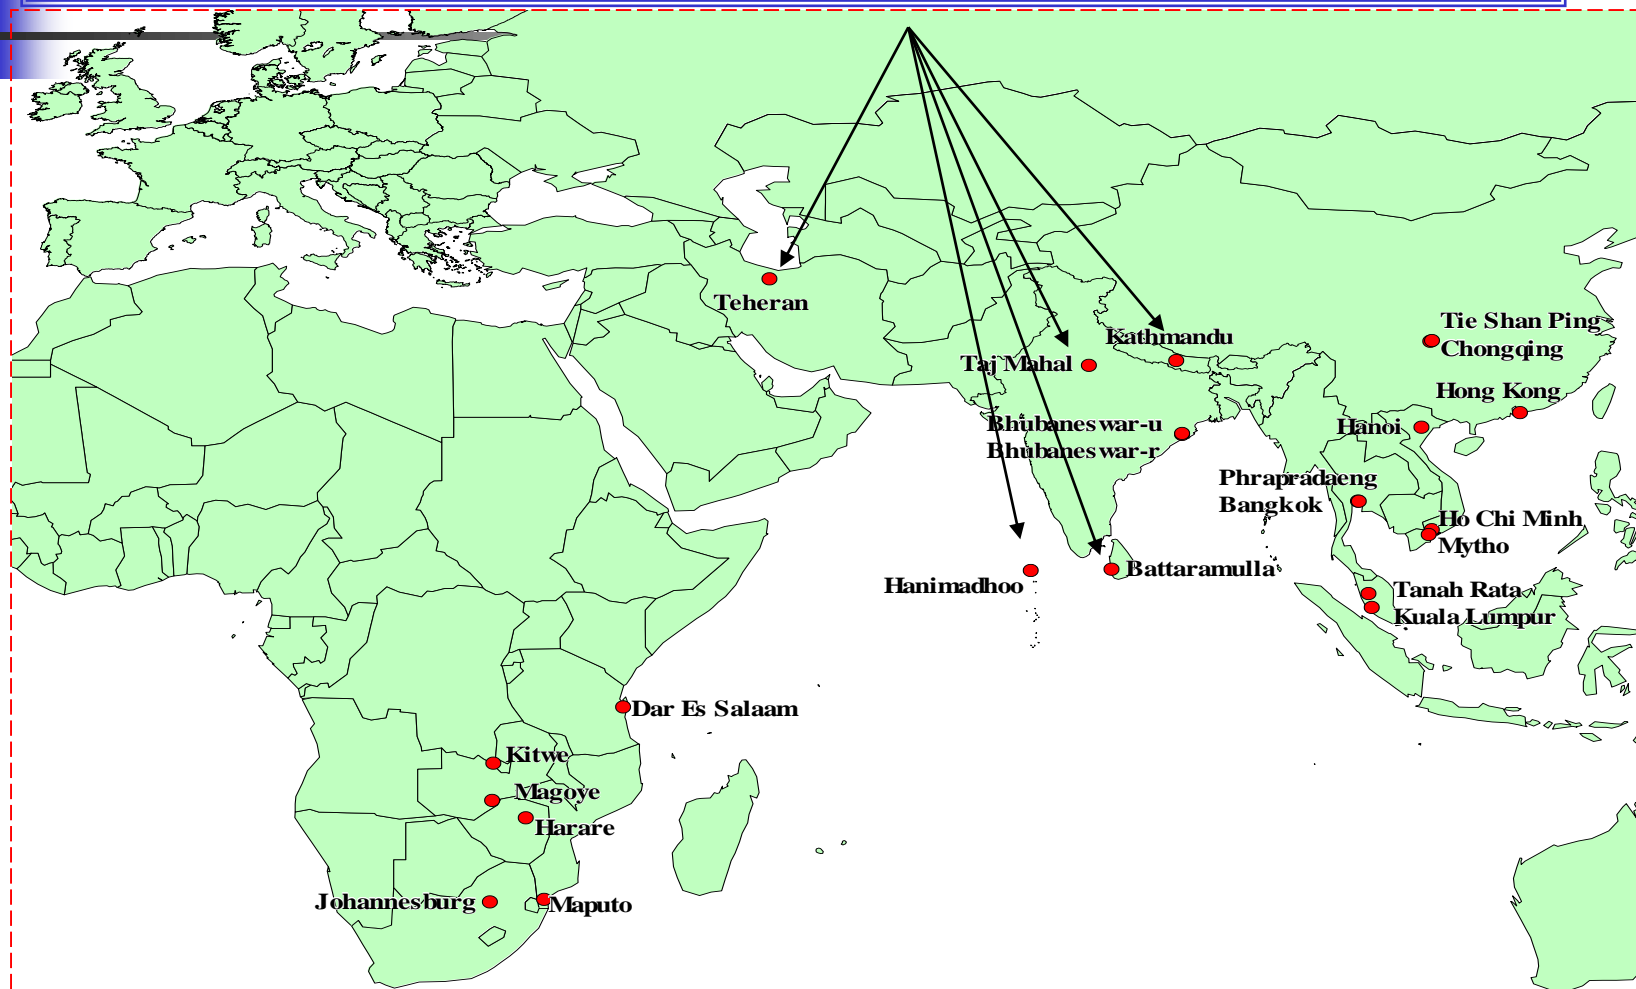 Teheran
Kathmandu
Taj Mahal
Tie Shan Ping
Chongqing
Hong Kong
Hanoi
Bhubaneswar-u
Bhubaneswar-r
Phrapradaeng
Bangkok
Ho Chi Minh
Mytho
Battaramulla
Hanimadhoo
Tanah Rata
Kuala Lumpur
Dar Es Salaam
Kitwe
Magoye
Harare
Johannesburg
Maputo